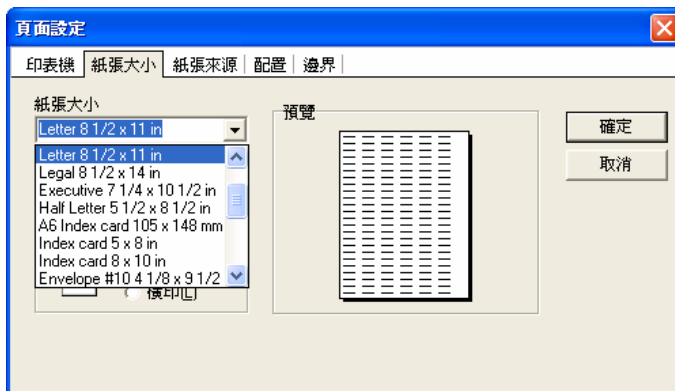 頁面設定
印表機 紙張大小 紙張來源 配置 邊界
紙張大小
Letter 8 1/2 x 11 in
Letter 8 1/2 x 11 in
Legal 8 1/2 x 14 in
Executive 7 1/4 x 10 1/2 in
Half Letter 5 1/2 x 8 1/2 in
A6 Index card 105 x 148 mm
Index card 5 x 8 in
Index card 8 x 10 in
Envelope #10 4 1/8 x 9 1/2
橫印(L)
預覽
確定
取消